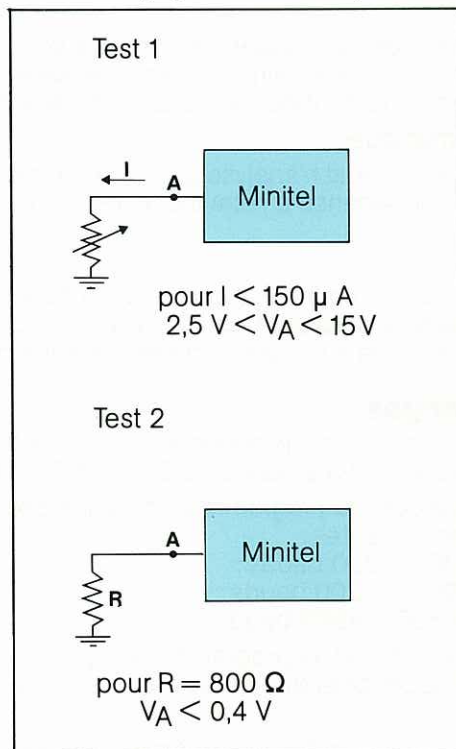 Test 1
I
A
Minitel
pour I < 150 µ A
2,5 V < VA < 15 V
Test 2
A
Minitel
R
pour R = 800 Ω
VA < 0,4 V